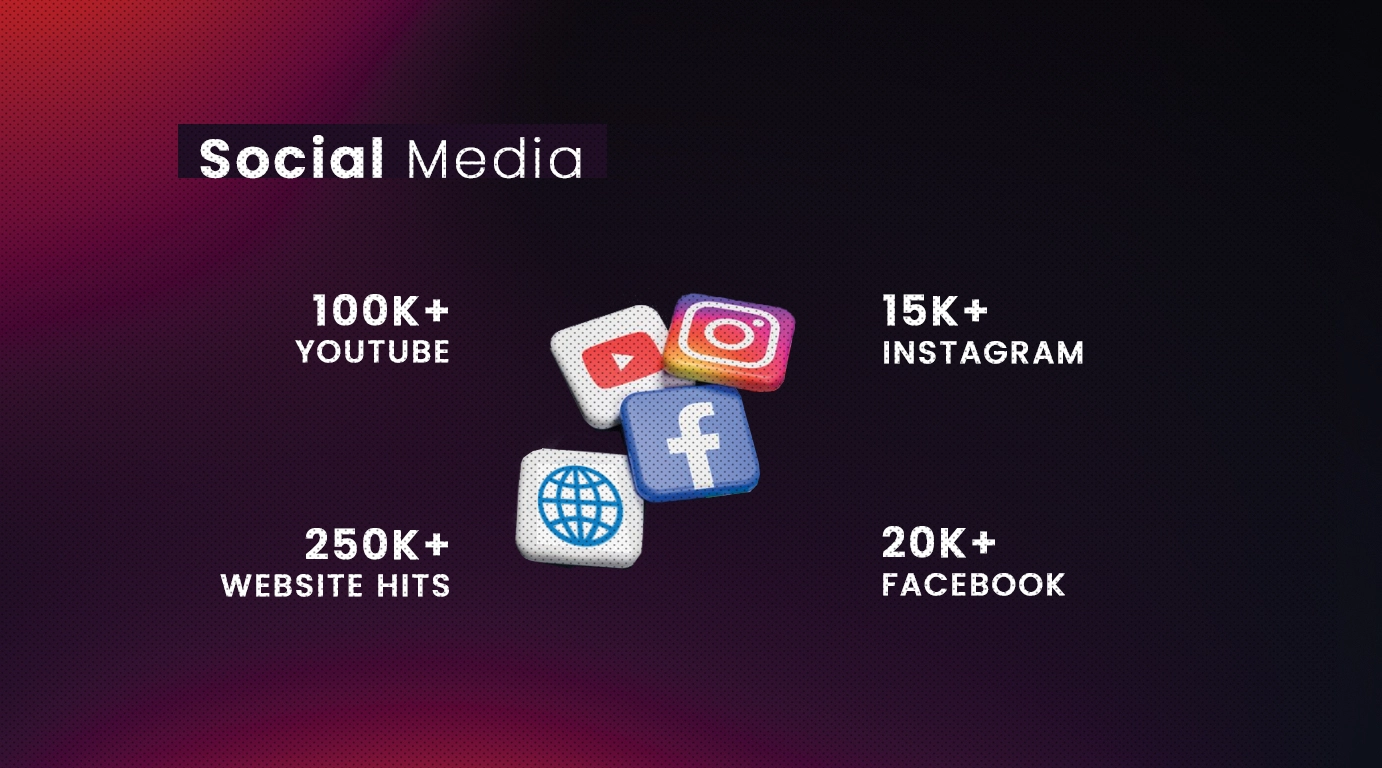 Social Media
100K+
YOUTUBE
15K+
INSTAGRAM
250K+
WEBSITE HITS
20K+
FACEBOOK